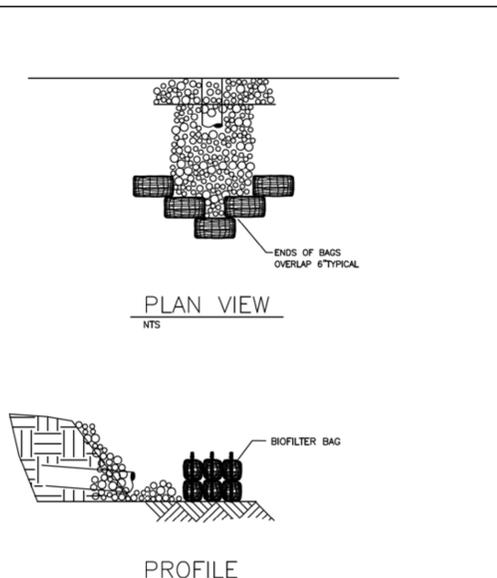 ENDS OF BAGS
OVERLAP 6"TYPICAL
PLAN VIEW
NTS
BIOFILTER BAG
PROFILE